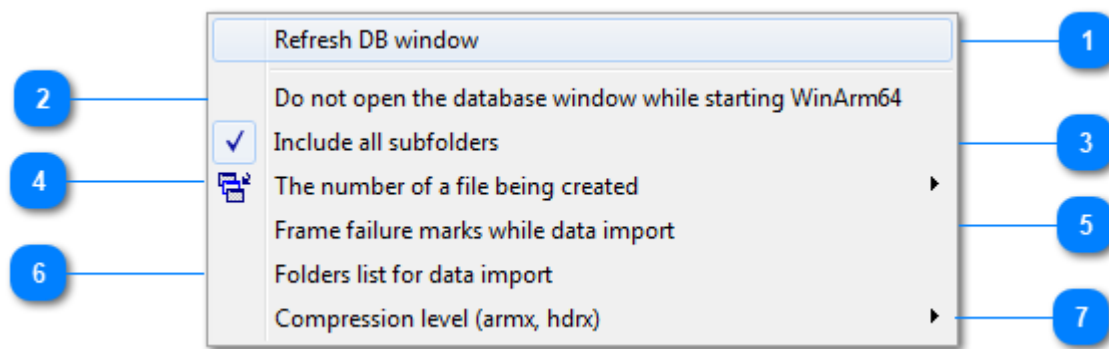 Refresh DB window
1
2
Do not open the database window while starting WinArm64
Include all subfolders
3
4
The number of a file being created
Frame failure marks while data import
5
6
Folders list for data import
Compression level (armx, hdrx)
7